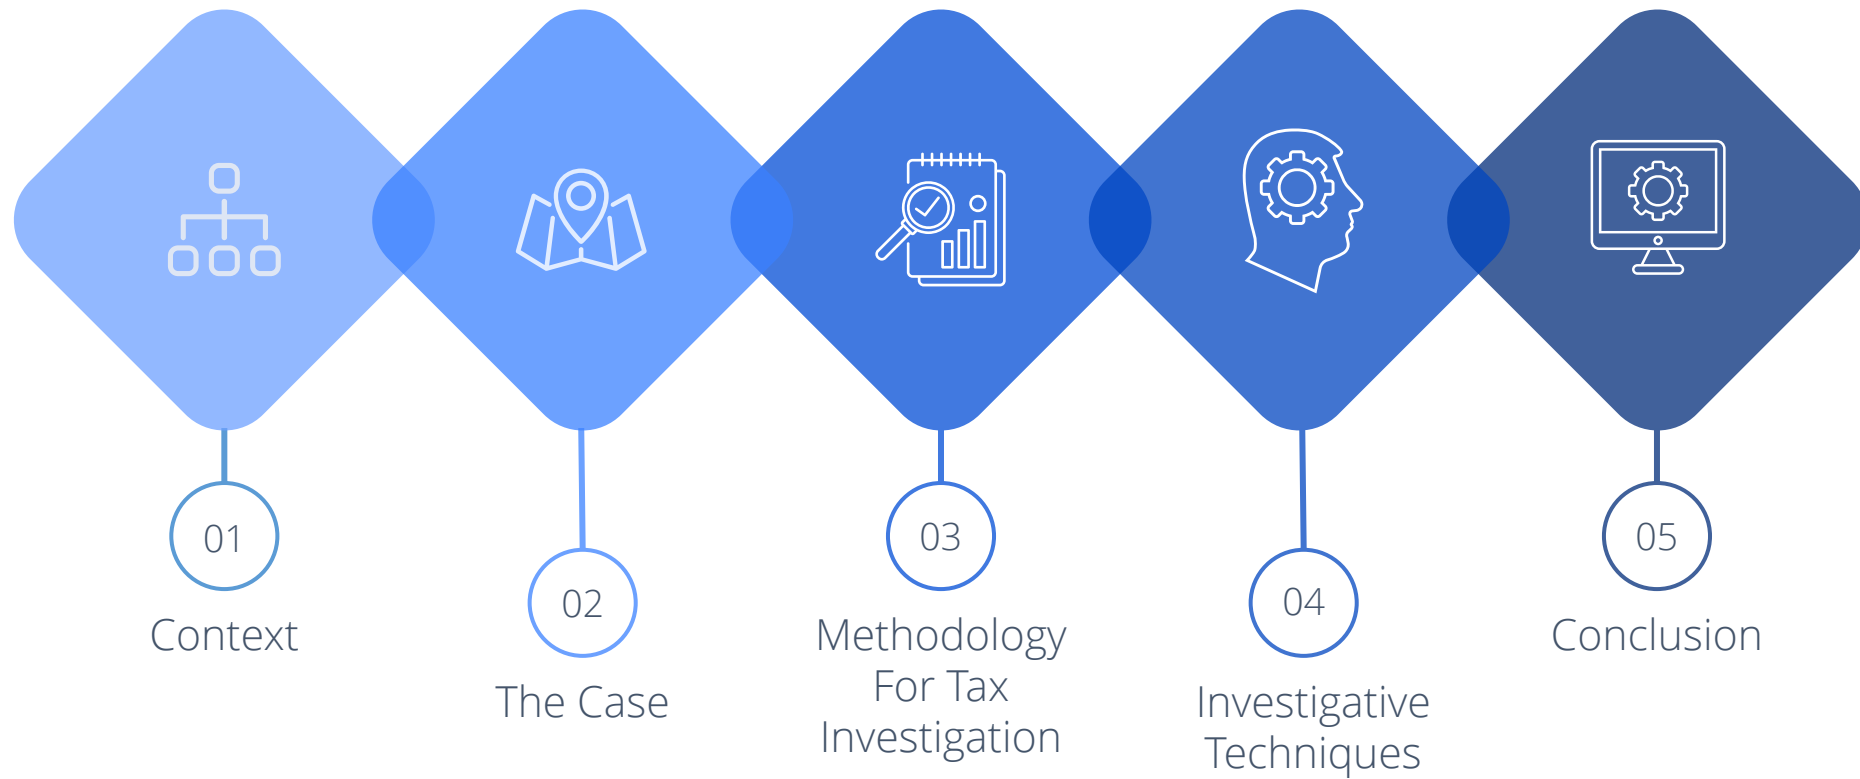 01
Context
02
The Case
03
Methodology
For Tax
Investigation
04
Investigative
Techniques
05
Conclusion